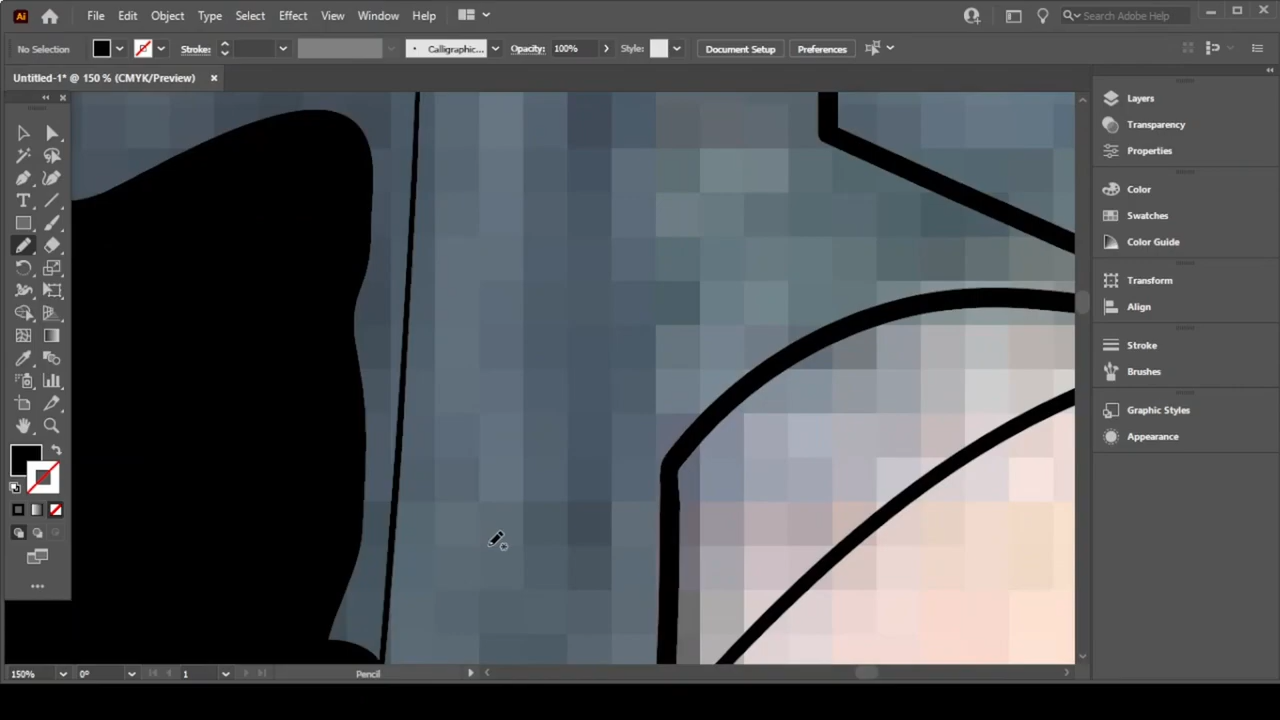 Ai File Edit Object Type Select Effect View Window Help Search Adobe Help
No Selection Stroke: Calligraphic... Opacity: 100% Style: Document Setup Preferences
Untitled-1* @ 150 % (CMYK/Preview)
Layers
Transparency
Properties
Color
Swatches
Color Guide
Transform
Align
Stroke
Brushes
Graphic Styles
Appearance
150% 0° 1 Pencil